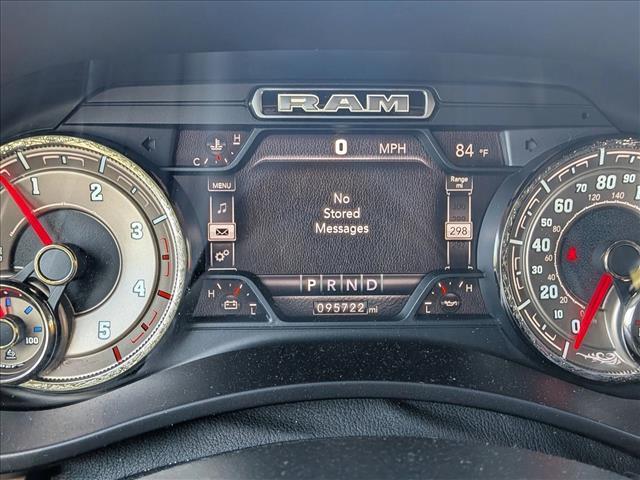 RAM
H
C
0 MPH
84 °F
MENU
Range
mi
298
No
Stored
Messages
P R N D
H L
095722 mi
L H
1
2
3
4
5
100
0
10
20
30
40
50
60
70
80
90
120
140